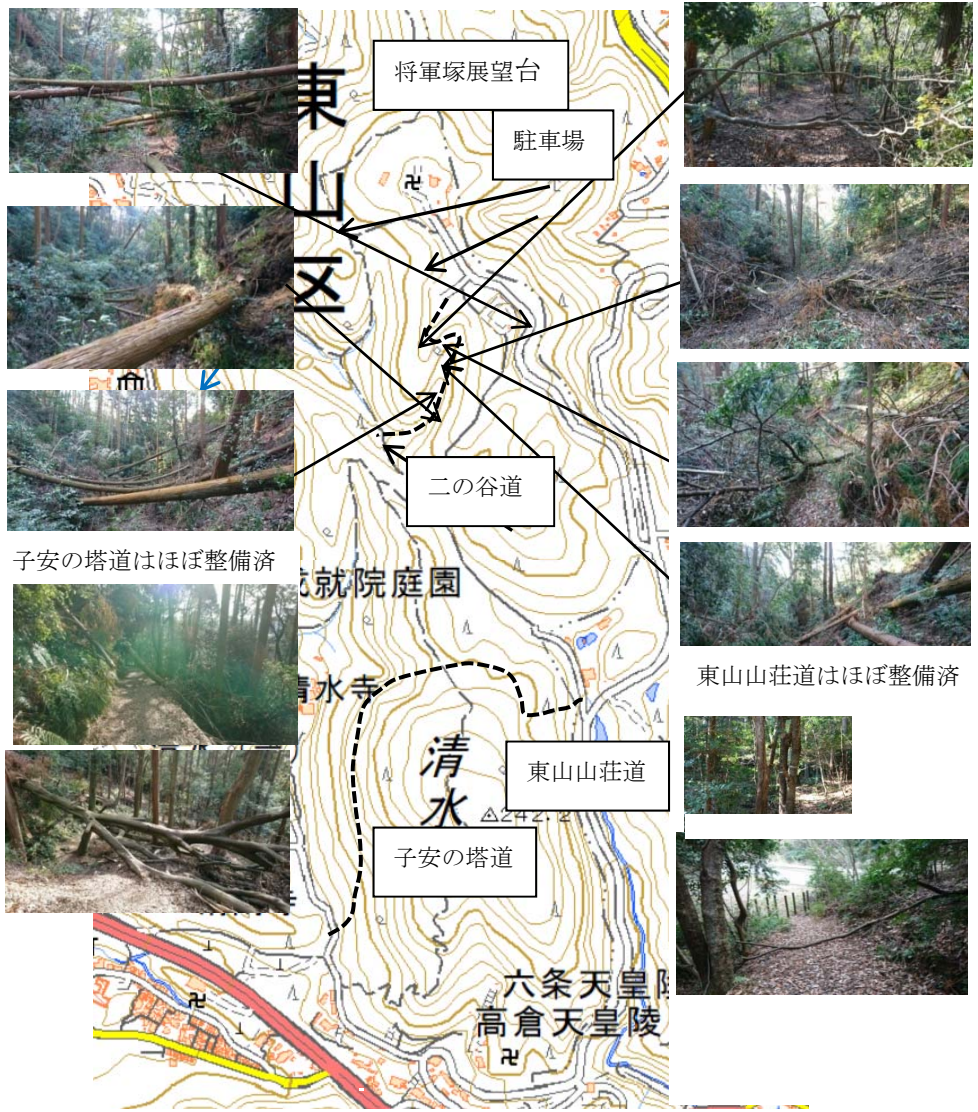 東
山
区
将軍塚展望台
駐車場
二の谷道
子安の塔道はほぼ整備済
就院庭園
清水寺
東山山荘道はほぼ整備済
清
水
東山山荘道
242.2
子安の塔道
六条天皇
高倉天皇陵